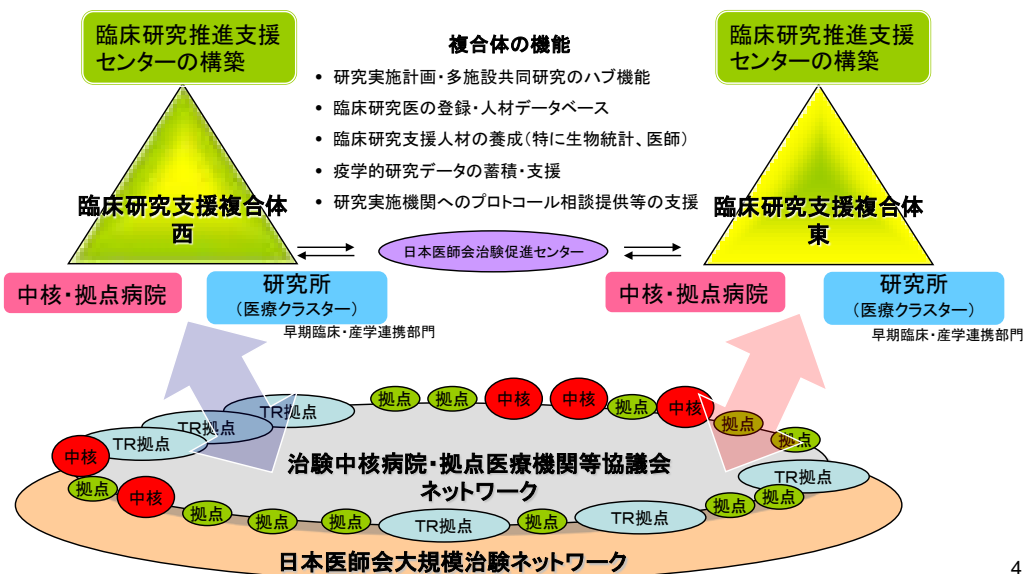 臨床研究推進支援
センターの構築
複合体の機能
• 研究実施計画・多施設共同研究のハブ機能
• 臨床研究医の登録・人材データベース
• 臨床研究支援人材の養成(特に生物統計、医師)
• 疫学的研究データの蓄積・支援
• 研究実施機関へのプロトコール相談提供等の支援
臨床研究推進支援
センターの構築
臨床研究支援複合体
西
日本医師会治験促進センター
臨床研究支援複合体
東
中核・拠点病院
研究所
(医療クラスター)
早期臨床・産学連携部門
中核・拠点病院
研究所
(医療クラスター)
早期臨床・産学連携部門
拠点
拠点
中核
中核
拠点
中核
拠点
拠点
TR拠点
TR拠点
TR拠点
中核
拠点
中核
治験中核病院・拠点医療機関等協議会
ネットワーク
TR拠点
拠点
拠点
拠点
拠点
拠点
TR拠点
拠点
TR拠点
日本医師会大規模治験ネットワーク
4